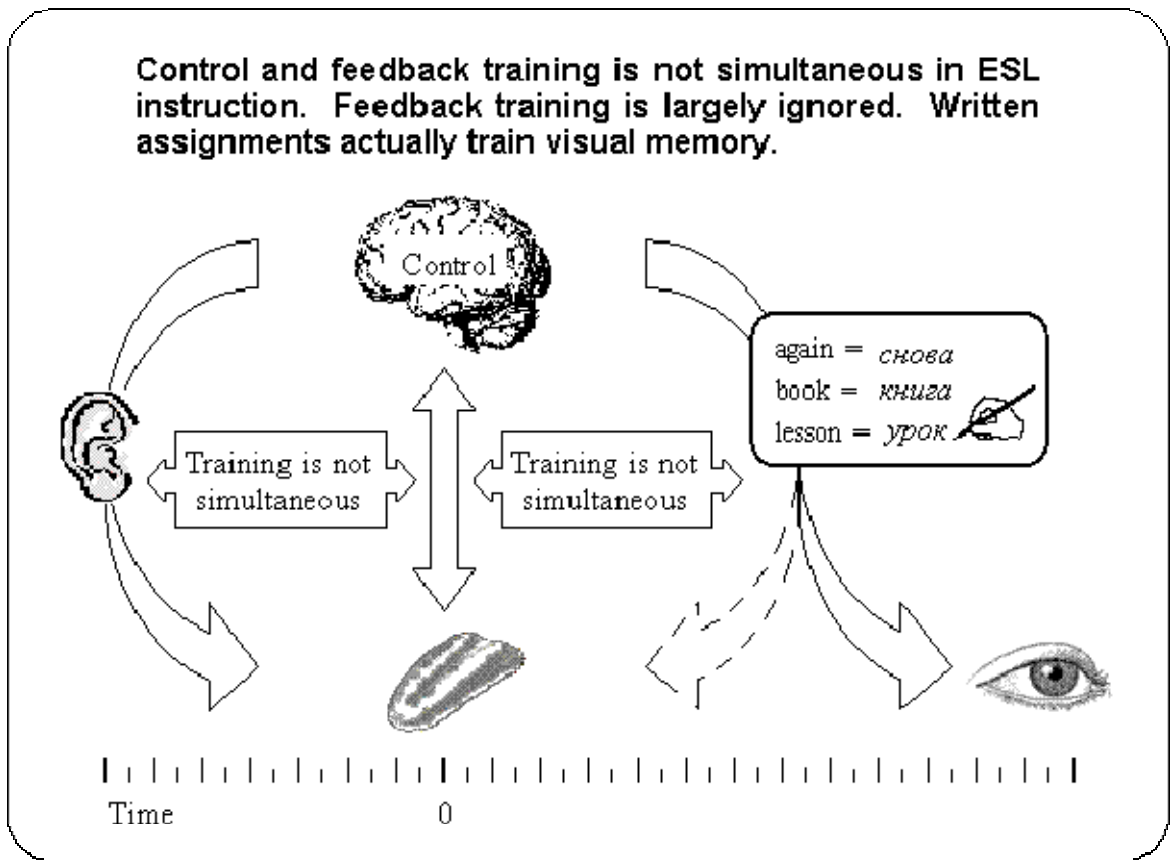 Control and feedback training is not simultaneous in ESL
instruction. Feedback training is largely ignored. Written
assignments actually train visual memory.
Control
again = снова
book = книга
lesson = урок
Training is not
simultaneous
Training is not
simultaneous
Time
0